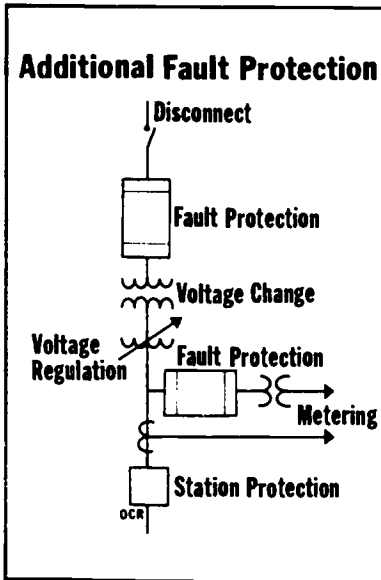 Additional Fault Protection
Disconnect
Fault Protection
Voltage Change
Voltage
Regulation
Fault Protection
Metering
Station Protection
OCR